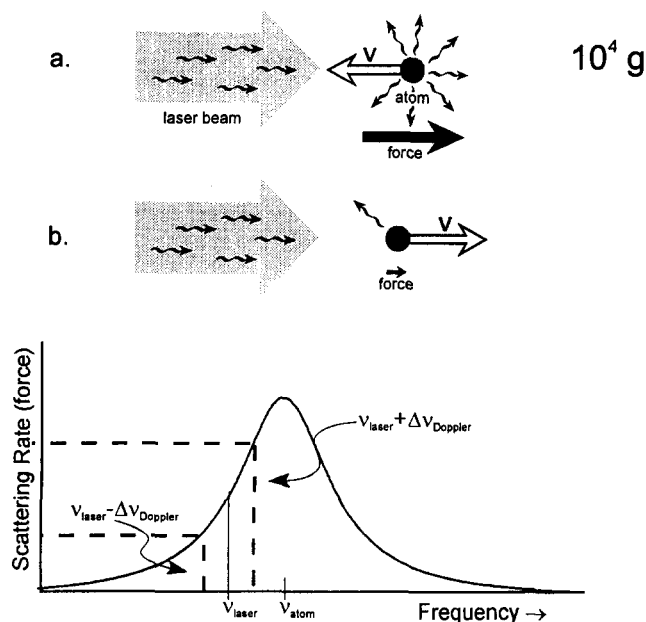 a.
laser beam
V
atom
force
10⁴ g
b.
V
force
Scattering Rate (force)
ν_laser+Δν_Doppler
ν_laser-Δν_Doppler
ν_laser
ν_atom
Frequency →